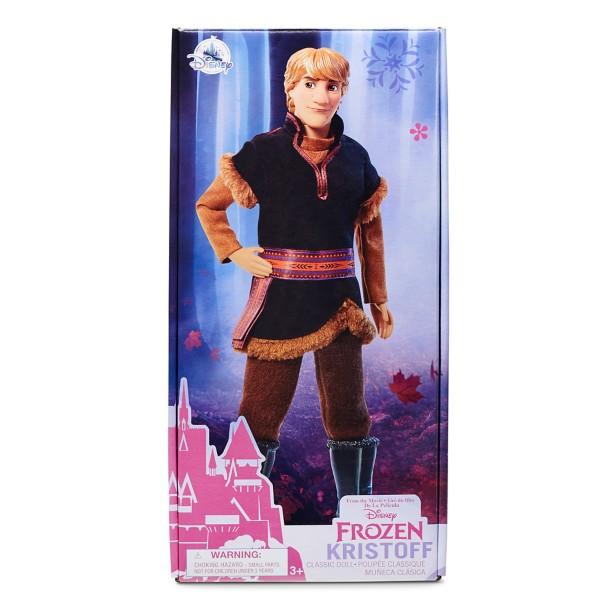 Disney
From the Movie • Tiré du film
De La Película
Disney
FROZEN
KRISTOFF
CLASSIC DOLL • POUPÉE CLASSIQUE
MUÑECA CLÁSICA
WARNING:
CHOKING HAZARD - SMALL PARTS
NOT FOR CHILDREN UNDER 3 YEARS
3+